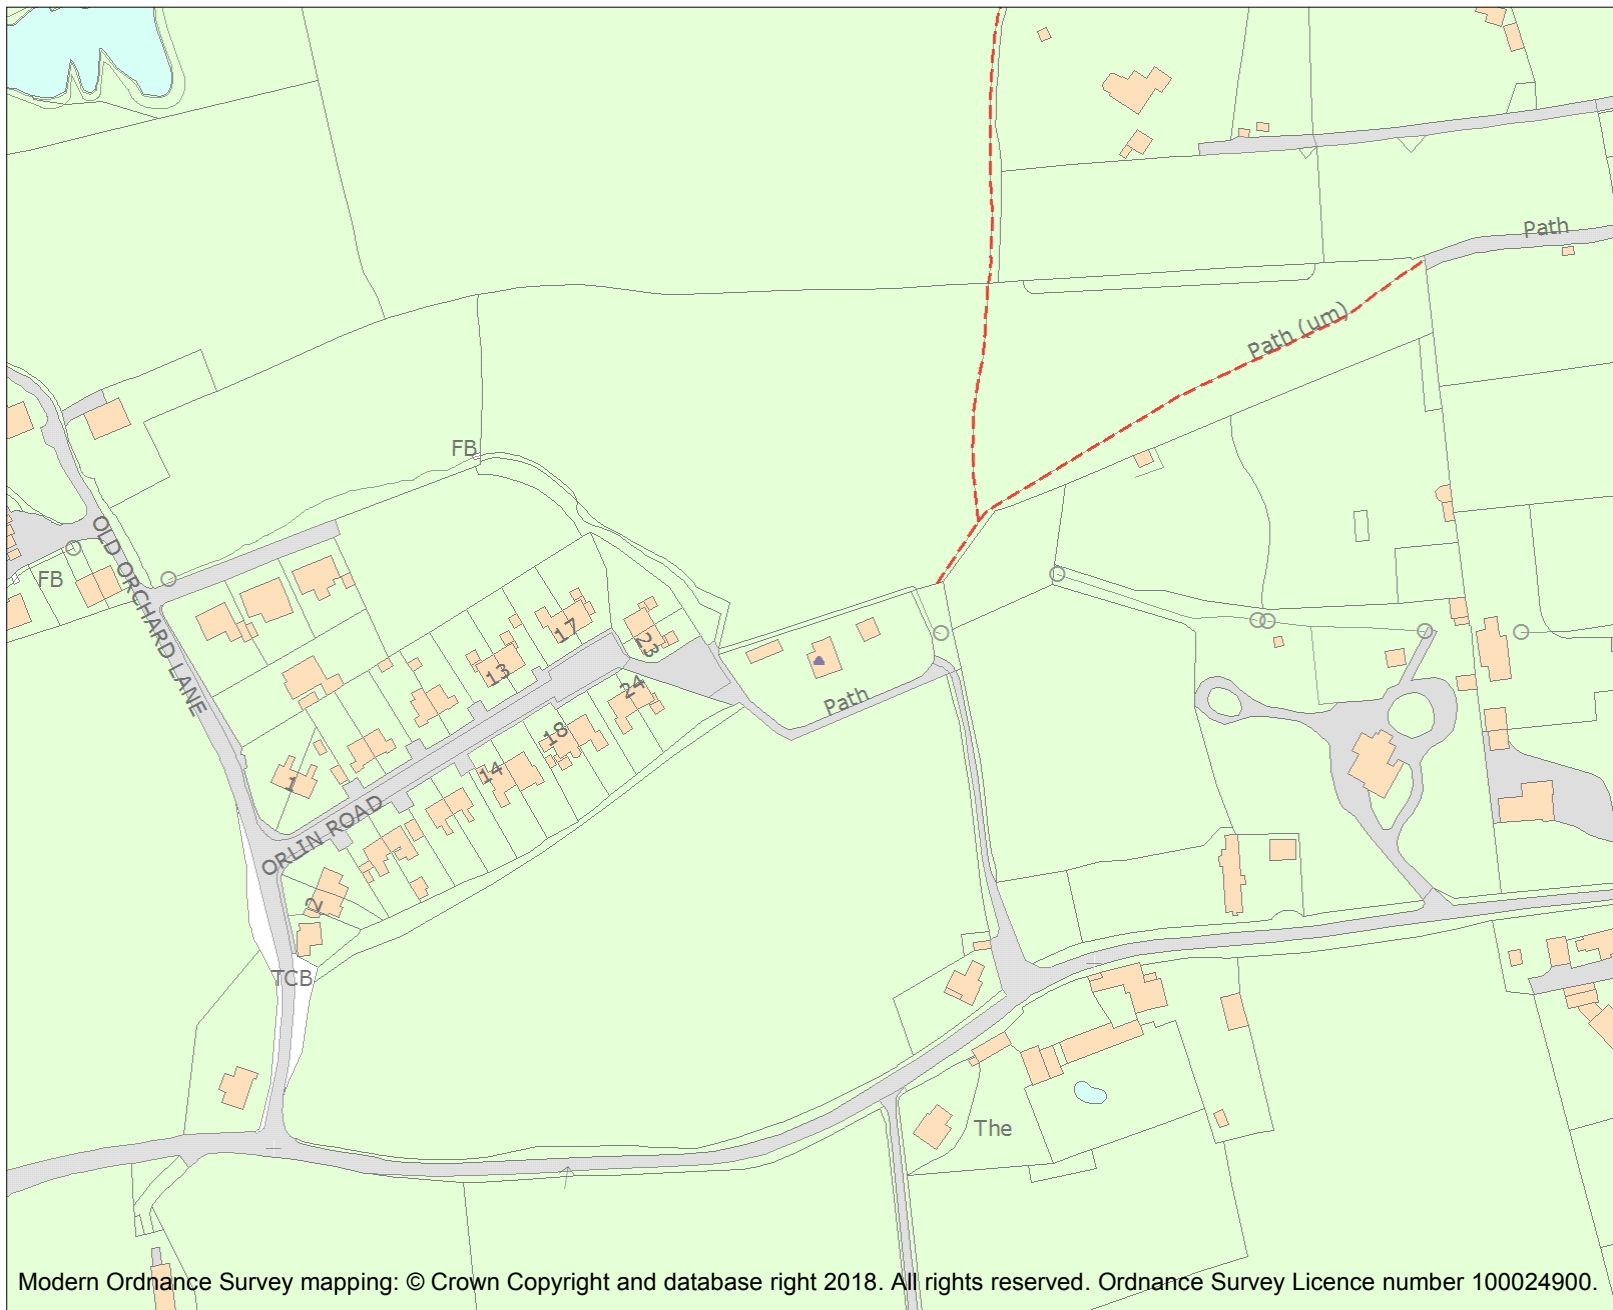 Path
Path (um)
FB
OLD ORCHARD LANE
FB
17
23
13
24
Path
18
14
1
ORLIN ROAD
2
TCB
The
Modern Ordnance Survey mapping: © Crown Copyright and database right 2018. All rights reserved. Ordnance Survey Licence number 100024900.